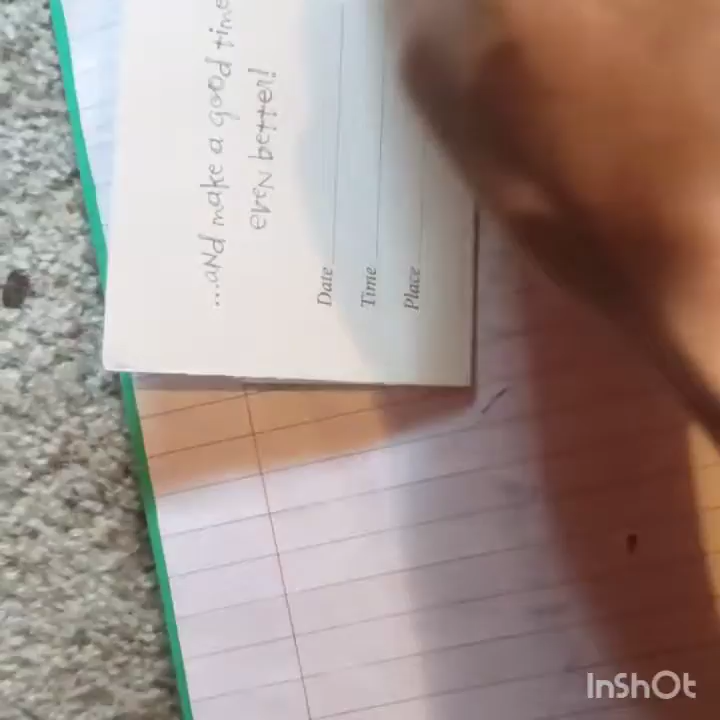 ...and make a good time
even better!
Date
Time
Place
InShOt